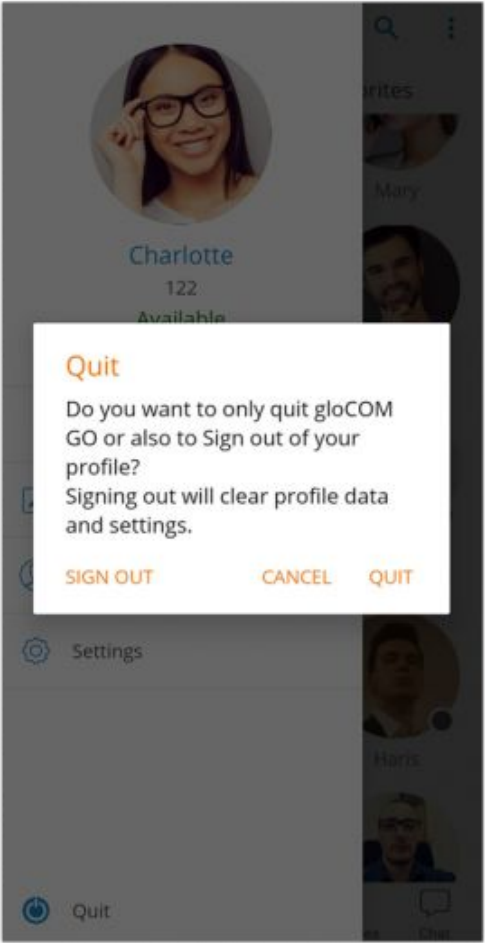 rites
Mary
Charlotte
122
Available
Quit
Do you want to only quit gloCOM
GO or also to Sign out of your
profile?
Signing out will clear profile data
and settings.
SIGN OUT CANCEL QUIT
Settings
Haris
Quit
Chat